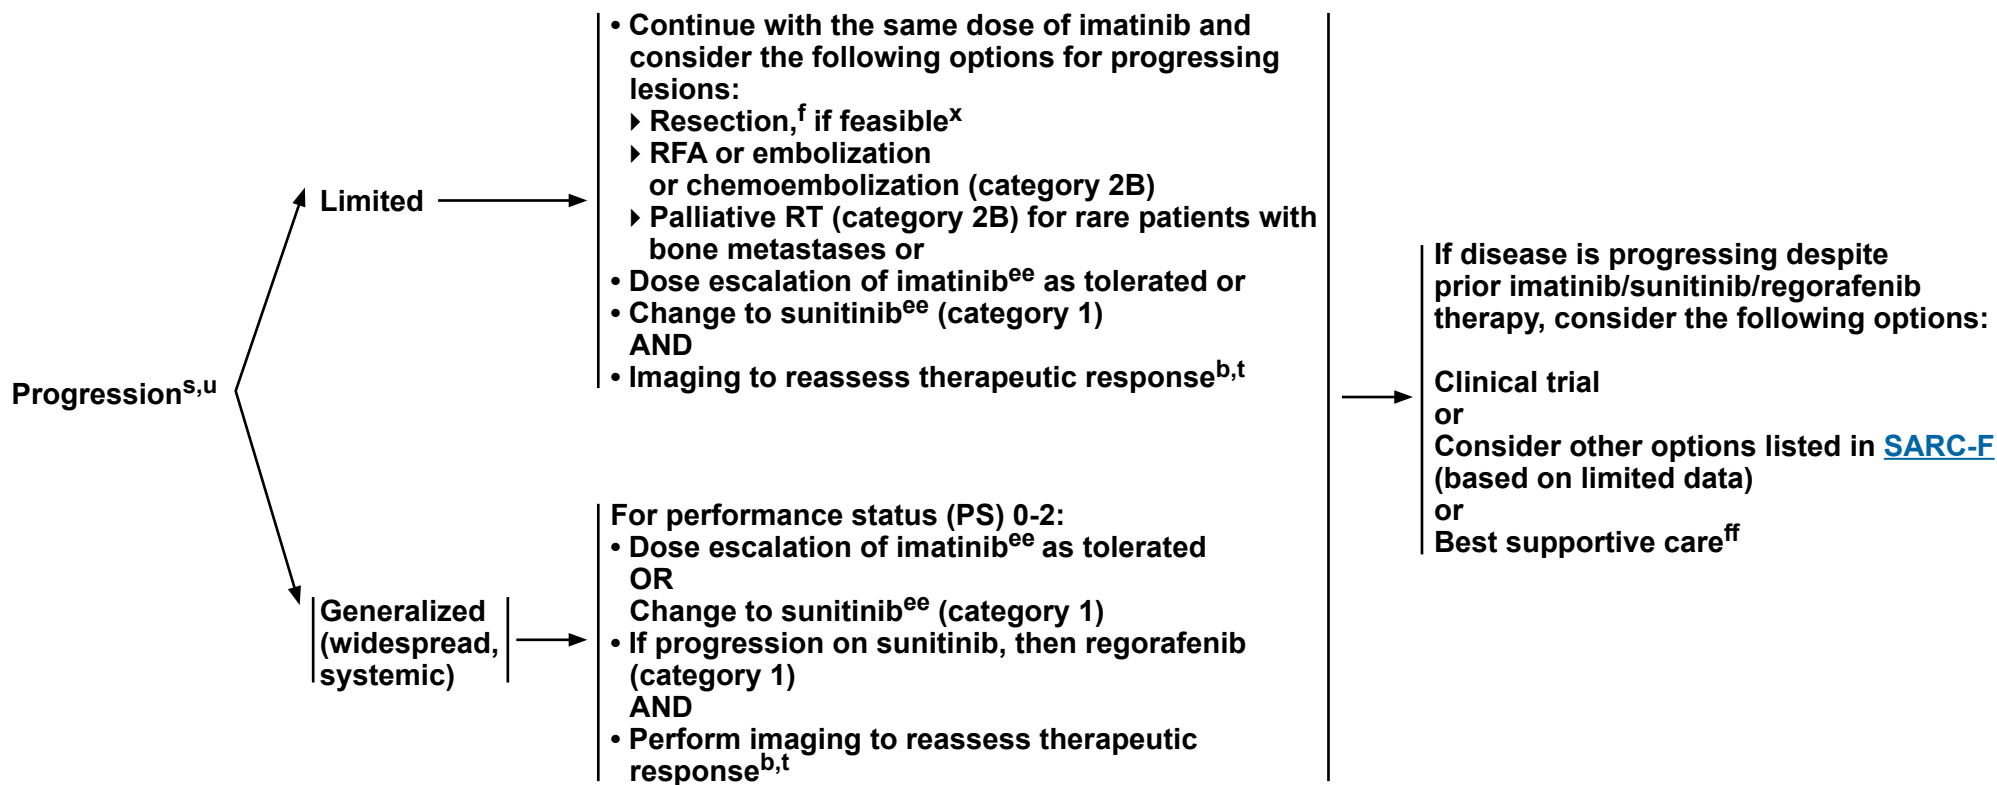 Progressions,u
Limited
• Continue with the same dose of imatinib and
consider the following options for progressing
lesions:
▸ Resection,f if feasiblex
▸ RFA or embolization
or chemoembolization (category 2B)
▸ Palliative RT (category 2B) for rare patients with
bone metastases or
• Dose escalation of imatinibee as tolerated or
• Change to sunitinibee (category 1)
AND
• Imaging to reassess therapeutic responseb,t
Generalized
(widespread,
systemic)
For performance status (PS) 0-2:
• Dose escalation of imatinibee as tolerated
OR
Change to sunitinibee (category 1)
• If progression on sunitinib, then regorafenib
(category 1)
AND
• Perform imaging to reassess therapeutic
responseb,t
If disease is progressing despite
prior imatinib/sunitinib/regorafenib
therapy, consider the following options:
Clinical trial
or
Consider other options listed in SARC-F
(based on limited data)
or
Best supportive careff